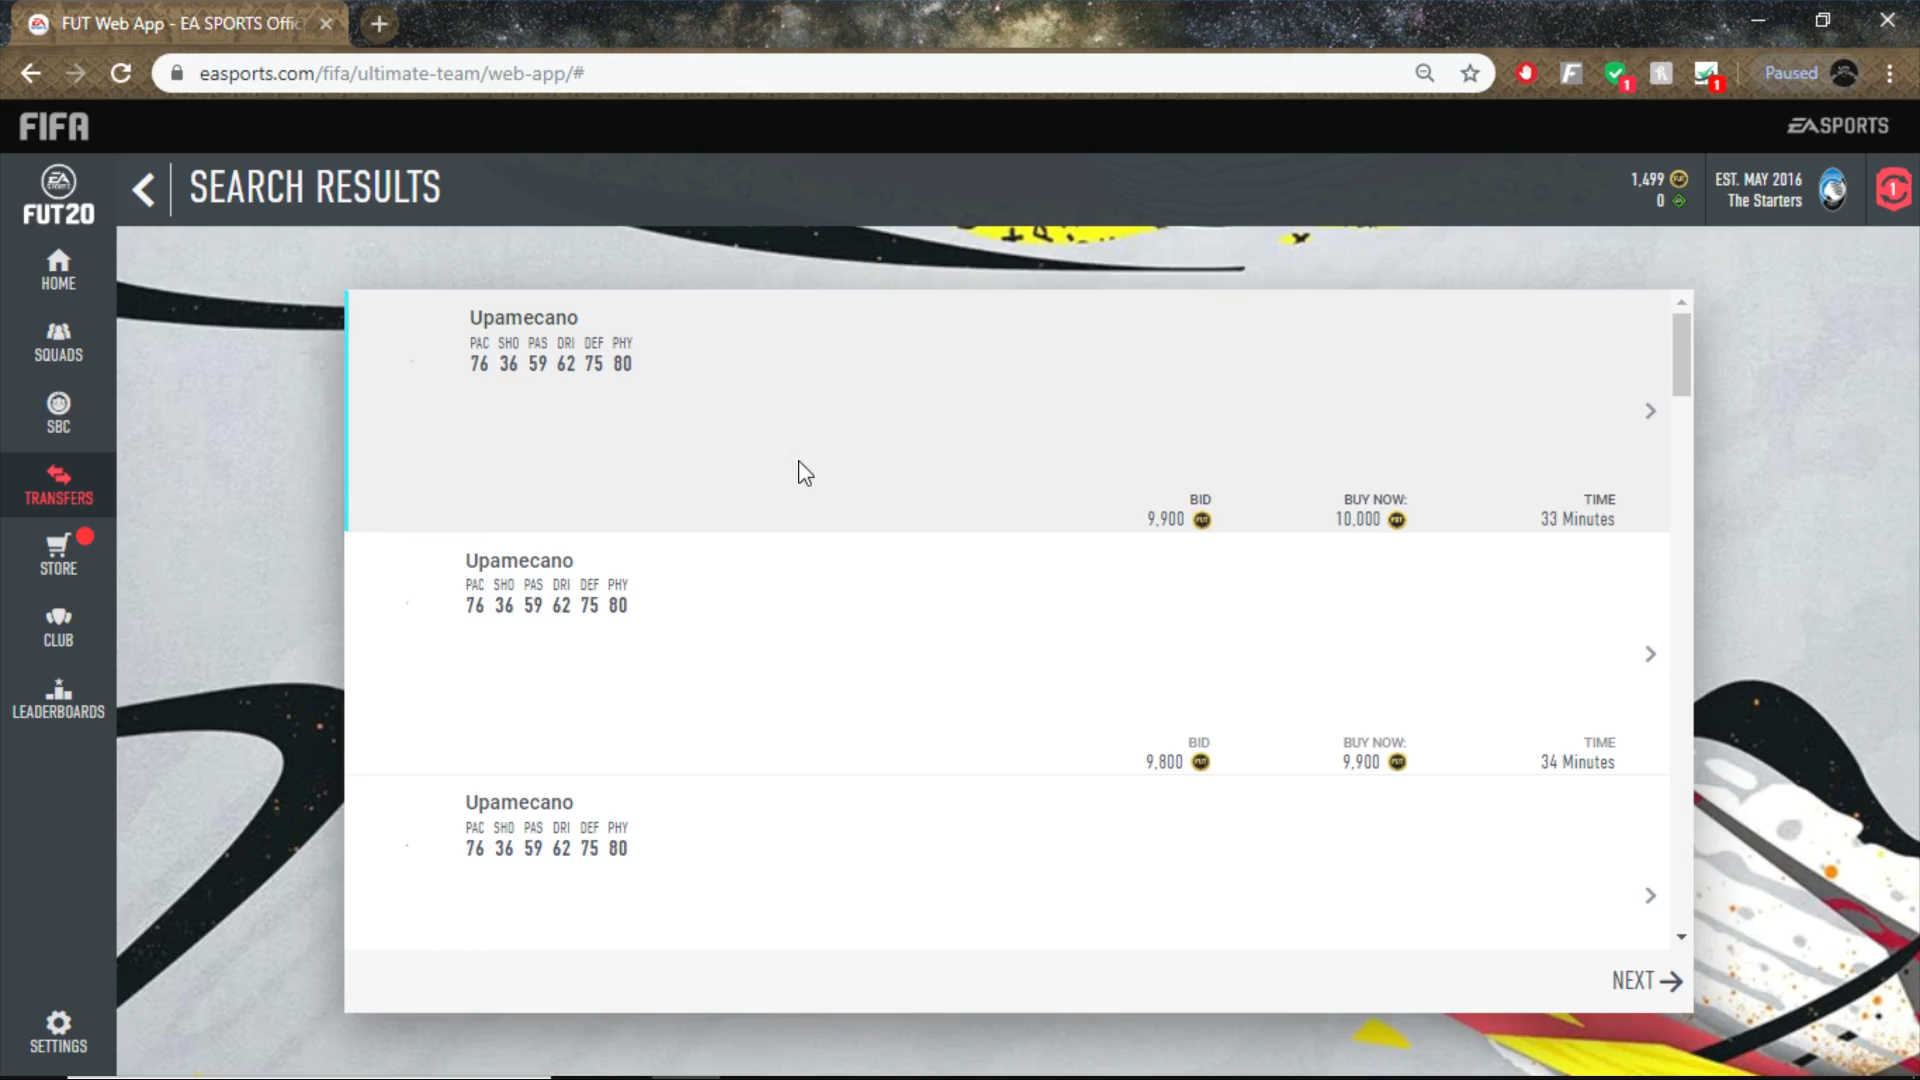 FUT Web App - EA SPORTS Offic
easports.com/fifa/ultimate-team/web-app/#
1
1
Paused
FIFA
EA SPORTS
EA SPORTS
FUT20
SEARCH RESULTS
1,499
0
EST. MAY 2016
The Starters
1
HOME
SQUADS
SBC
TRANSFERS
STORE
CLUB
LEADERBOARDS
SETTINGS
Upamecano
PAC SHO PAS DRI DEF PHY
76 36 59 62 75 80
BID BUY NOW: TIME
9,900 10,000 33 Minutes
Upamecano
PAC SHO PAS DRI DEF PHY
76 36 59 62 75 80
BID BUY NOW: TIME
9,800 9,900 34 Minutes
Upamecano
PAC SHO PAS DRI DEF PHY
76 36 59 62 75 80
NEXT